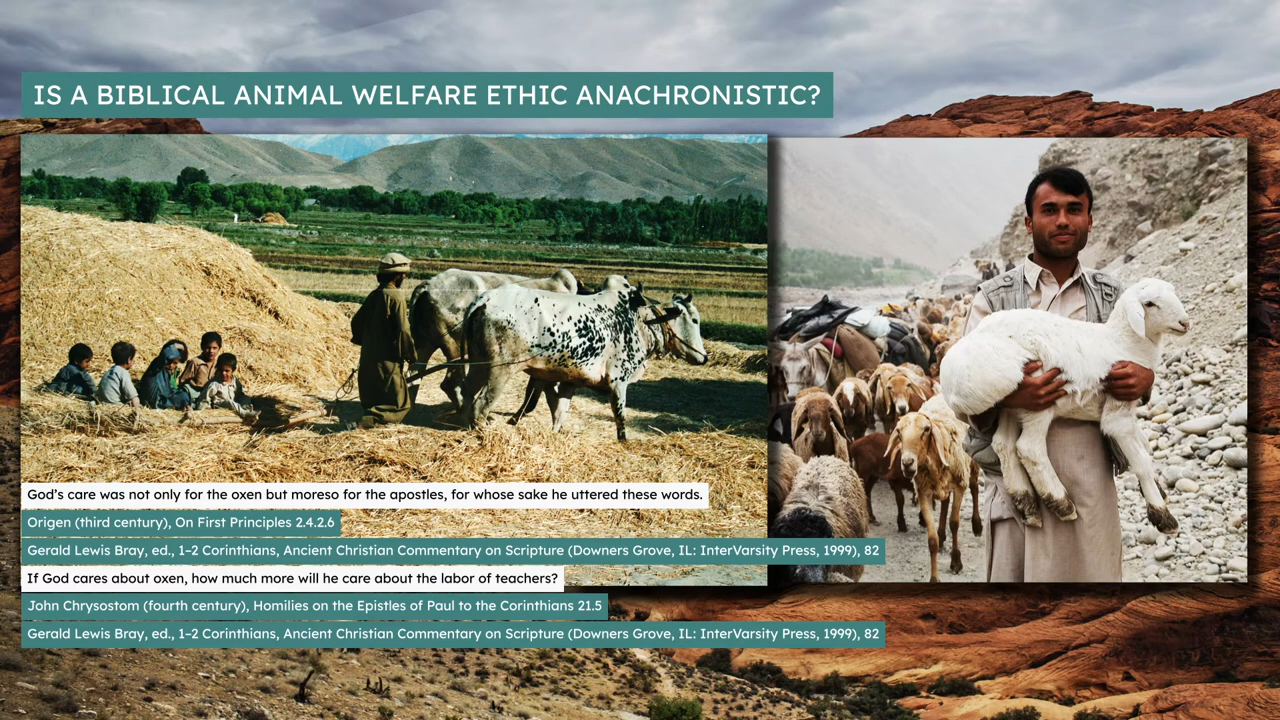 IS A BIBLICAL ANIMAL WELFARE ETHIC ANACHRONISTIC?
God's care was not only for the oxen but moreso for the apostles, for whose sake he uttered these words.
Origen (third century), On First Principles 2.4.2.6
Gerald Lewis Bray, ed., 1–2 Corinthians, Ancient Christian Commentary on Scripture (Downers Grove, IL: InterVarsity Press, 1999), 82
If God cares about oxen, how much more will he care about the labor of teachers?
John Chrysostom (fourth century), Homilies on the Epistles of Paul to the Corinthians 21.5
Gerald Lewis Bray, ed., 1–2 Corinthians, Ancient Christian Commentary on Scripture (Downers Grove, IL: InterVarsity Press, 1999), 82